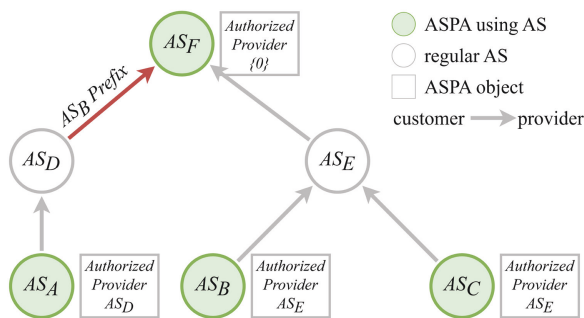 AS_F
Authorized
Provider
{0}
ASPA using AS
regular AS
ASPA object
customer
provider
AS_B Prefix
AS_D
AS_E
AS_A
Authorized
Provider
AS_D
AS_B
Authorized
Provider
AS_E
AS_C
Authorized
Provider
AS_E